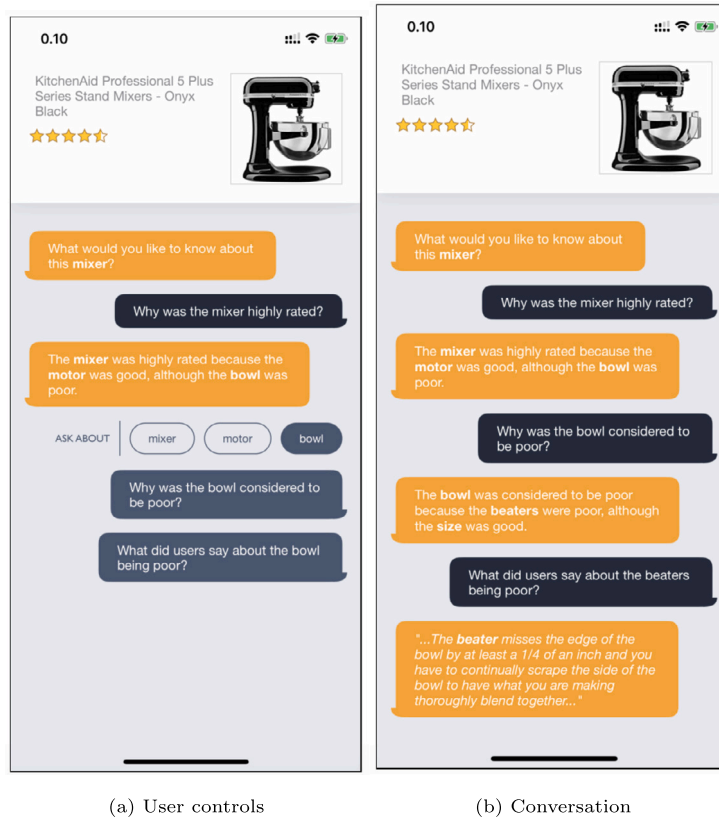 0.10
KitchenAid Professional 5 Plus
Series Stand Mixers - Onyx
Black
What would you like to know about
this mixer?
Why was the mixer highly rated?
The mixer was highly rated because the
motor was good, although the bowl was
poor.
ASK ABOUT
mixer
motor
bowl
Why was the bowl considered to
be poor?
What did users say about the bowl
being poor?
(a) User controls
0.10
KitchenAid Professional 5 Plus
Series Stand Mixers - Onyx
Black
What would you like to know about
this mixer?
Why was the mixer highly rated?
The mixer was highly rated because the
motor was good, although the bowl was
poor.
Why was the bowl considered to
be poor?
The bowl was considered to be poor
because the beaters were poor, although
the size was good.
What did users say about the beaters
being poor?
"...The beater misses the edge of the
bowl by at least a 1/4 of an inch and you
have to continually scrape the side of the
bowl to have what you are making
thoroughly blend together..."
(b) Conversation